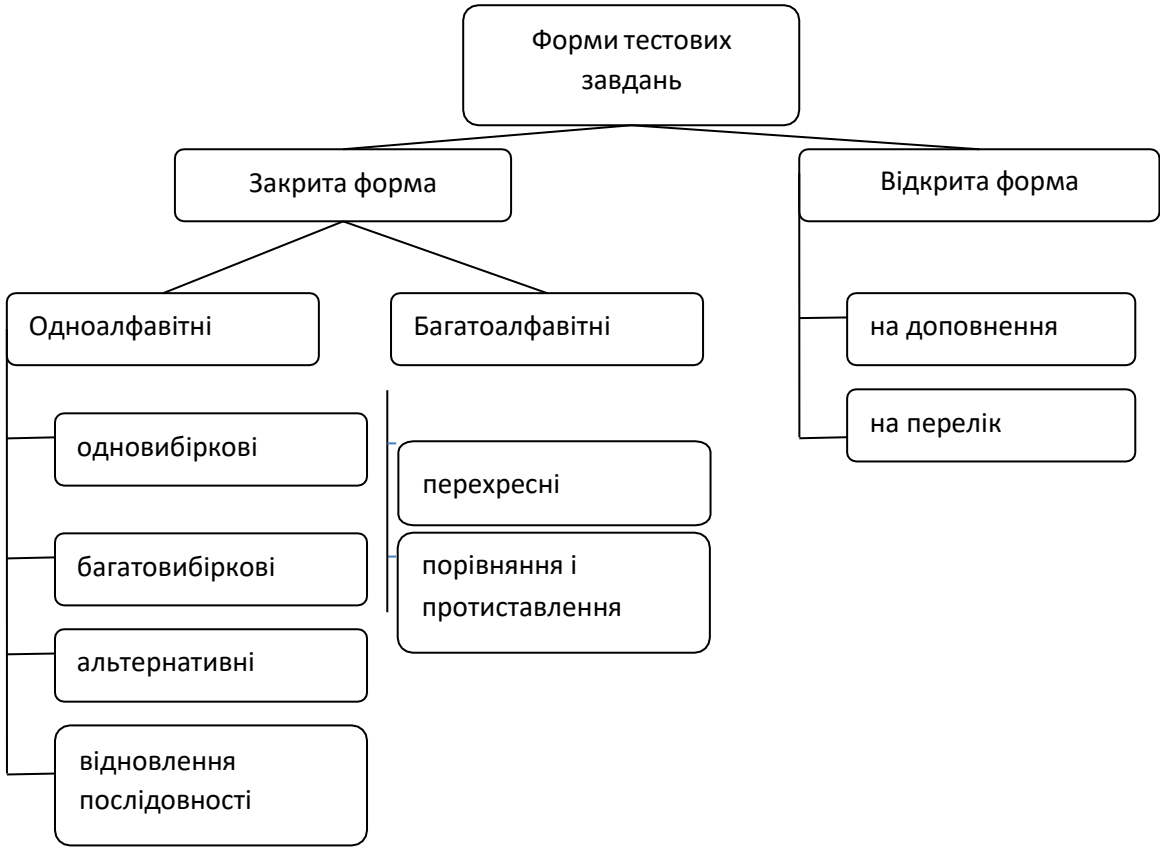 Форми тестових
завдань
Закрита форма
Відкрита форма
Одноалфавітні
Багатоалфавітні
на доповнення
на перелік
одновибіркові
перехресні
багатовибіркові
порівняння і
протиставлення
альтернативні
відновлення
послідовності